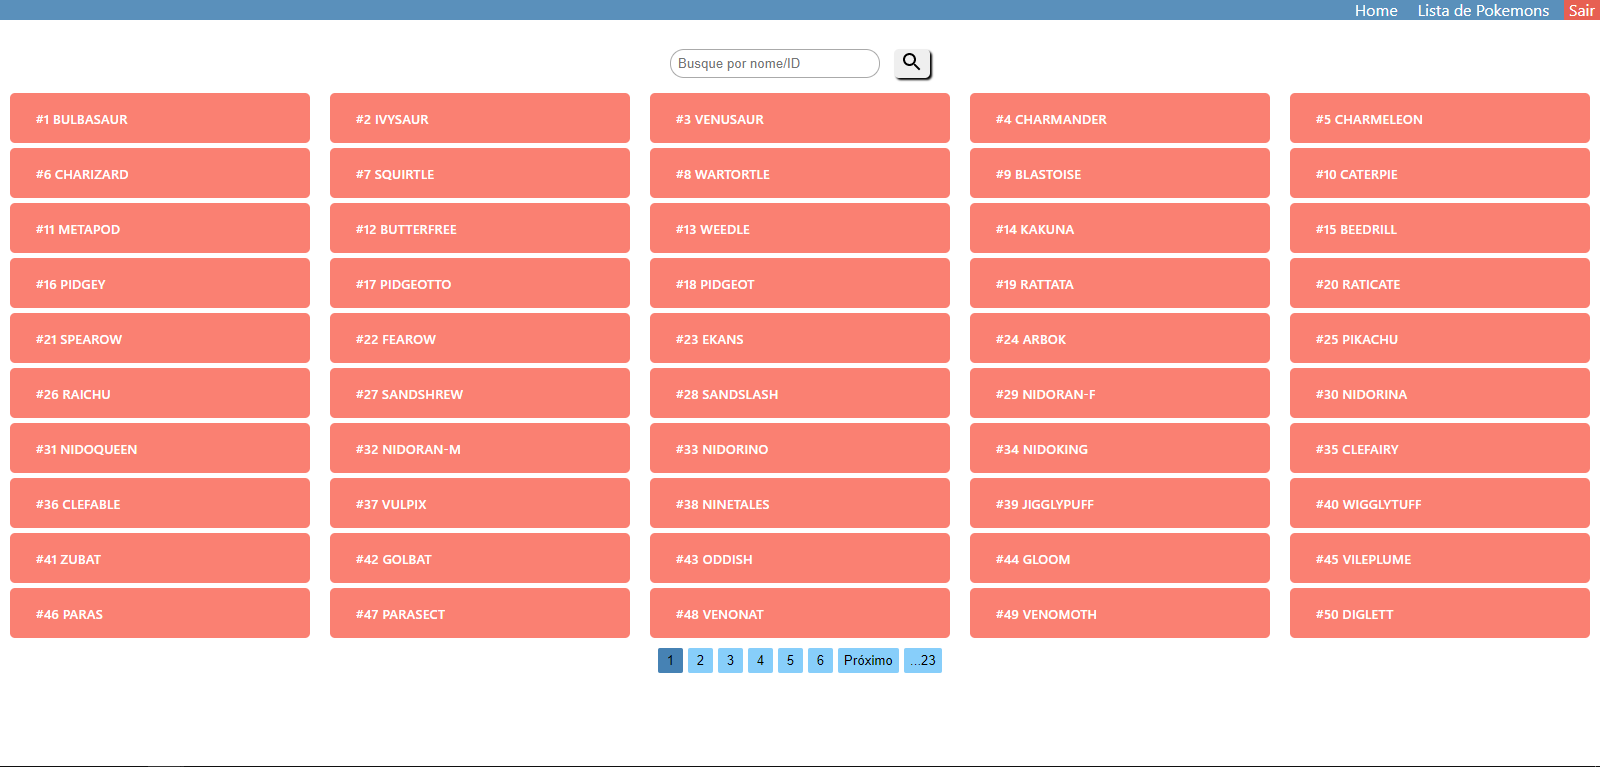 Home Lista de Pokemons Sair
Busque por nome/ID
#1 BULBASAUR #2 IVYSAUR #3 VENUSAUR #4 CHARMANDER #5 CHARMELEON
#6 CHARIZARD #7 SQUIRTLE #8 WARTORTLE #9 BLASTOISE #10 CATERPIE
#11 METAPOD #12 BUTTERFREE #13 WEEDLE #14 KAKUNA #15 BEEDRILL
#16 PIDGEY #17 PIDGEOTTO #18 PIDGEOT #19 RATTATA #20 RATICATE
#21 SPEAROW #22 FEAROW #23 EKANS #24 ARBOK #25 PIKACHU
#26 RAICHU #27 SANDSHREW #28 SANDSLASH #29 NIDORAN-F #30 NIDORINA
#31 NIDOQUEEN #32 NIDORAN-M #33 NIDORINO #34 NIDOKING #35 CLEFAIRY
#36 CLEFABLE #37 VULPIX #38 NINETALES #39 JIGGLYPUFF #40 WIGGLYTUFF
#41 ZUBAT #42 GOLBAT #43 ODDISH #44 GLOOM #45 VILEPLUME
#46 PARAS #47 PARASECT #48 VENONAT #49 VENOMOTH #50 DIGLETT
1 2 3 4 5 6 Próximo ...23